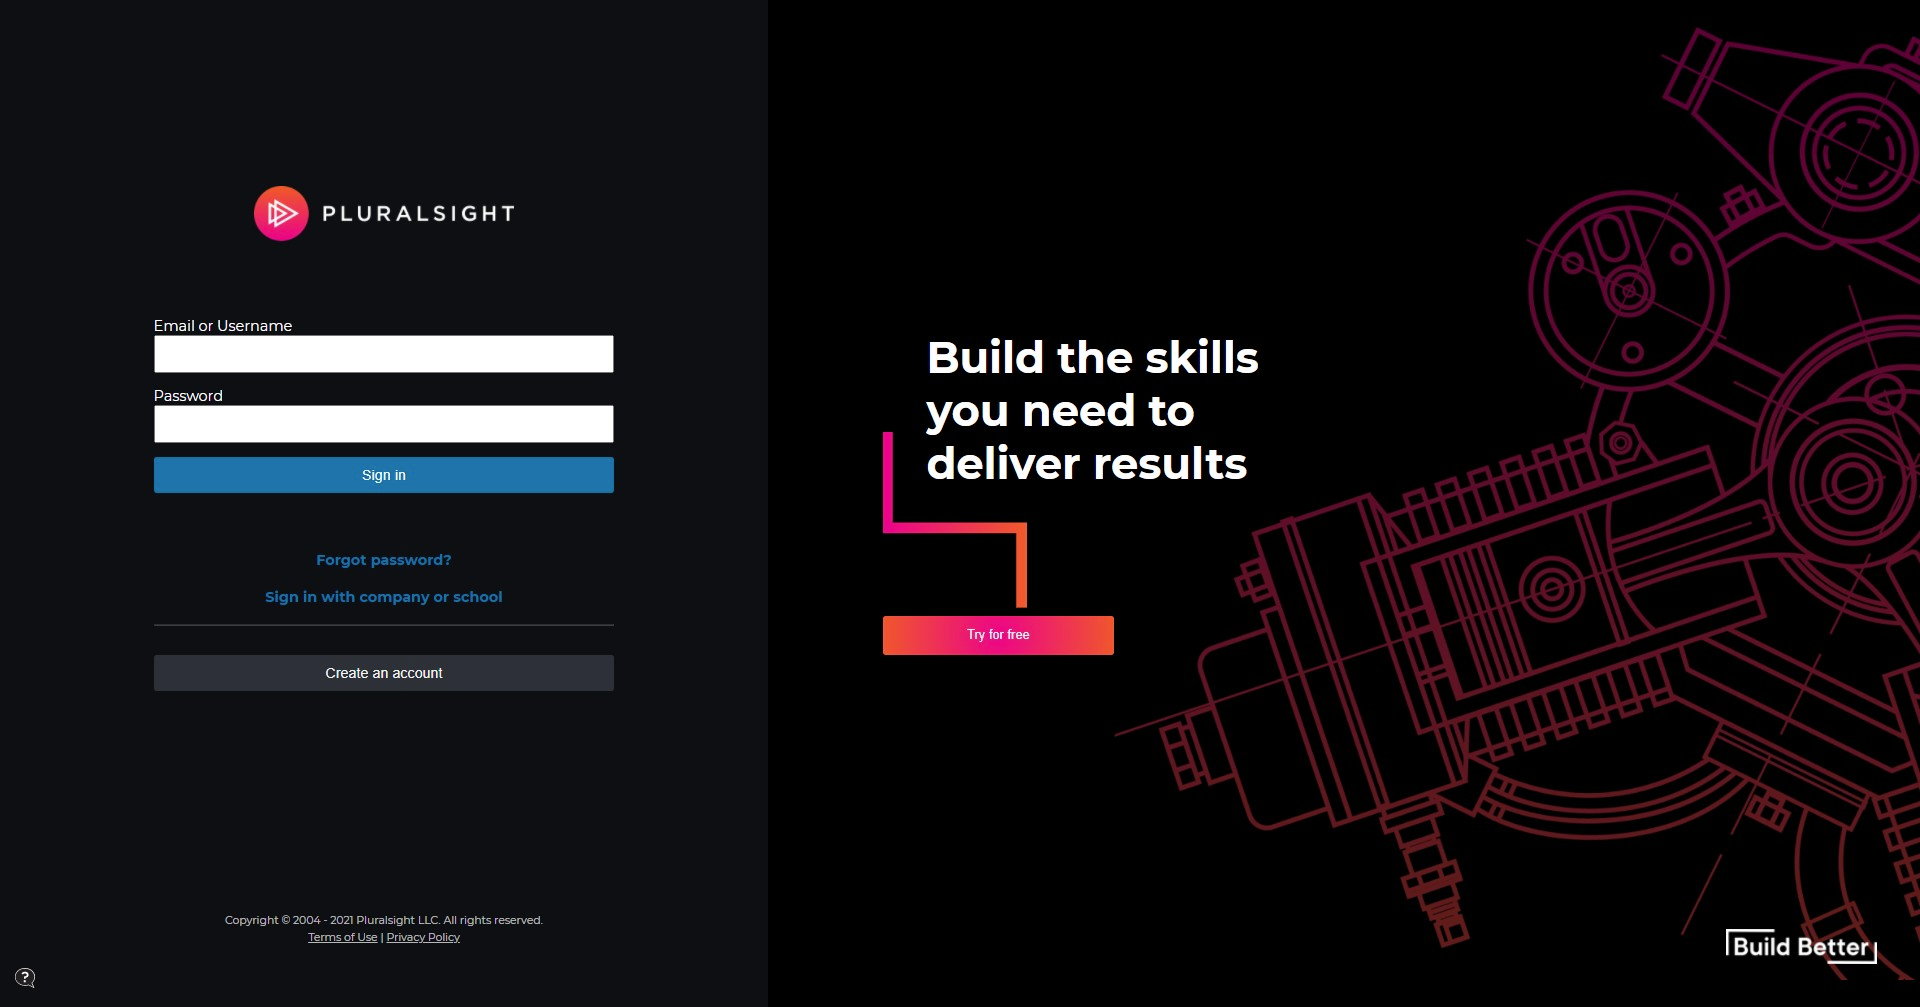 PLURALSIGHT
Email or Username
Password
Sign in
Forgot password?
Sign in with company or school
Create an account
Copyright © 2004 - 2021 Pluralsight LLC. All rights reserved.
Terms of Use | Privacy Policy
?
Build the skills
you need to
deliver results
Try for free
Build Better